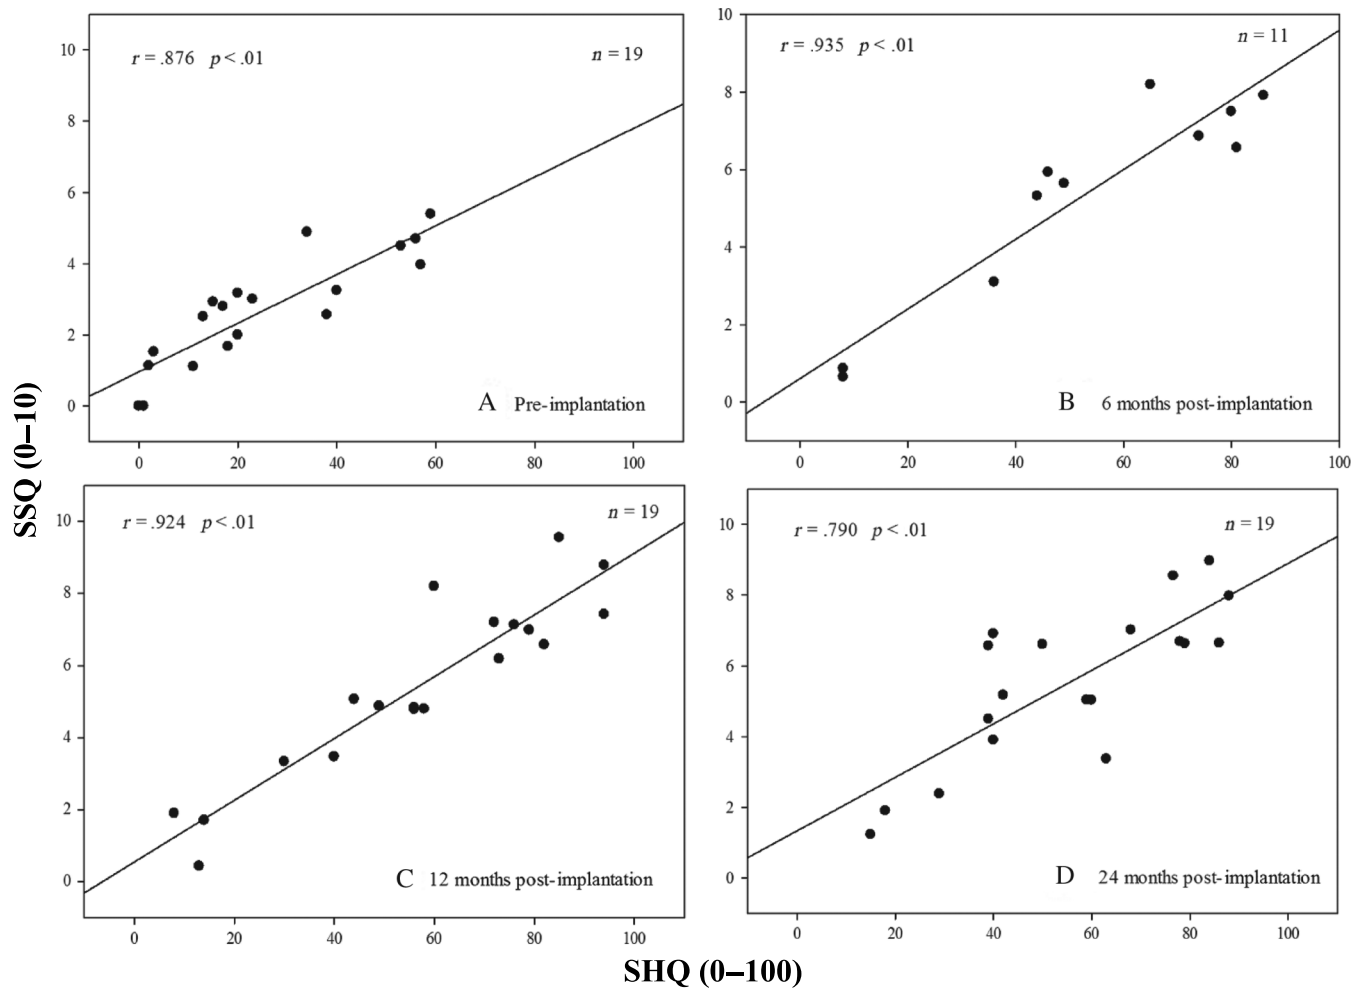 r = .876 p < .01
n = 19
10
8
6
4
2
0
A Pre-implantation
0 20 40 60 80 100
r = .935 p < .01
n = 11
10
8
6
4
2
0
B 6 months post-implantation
0 20 40 60 80 100
SSQ (0–10)
r = .924 p < .01
n = 19
10
8
6
4
2
0
C 12 months post-implantation
0 20 40 60 80 100
r = .790 p < .01
n = 19
10
8
6
4
2
0
D 24 months post-implantation
0 20 40 60 80 100
SHQ (0–100)